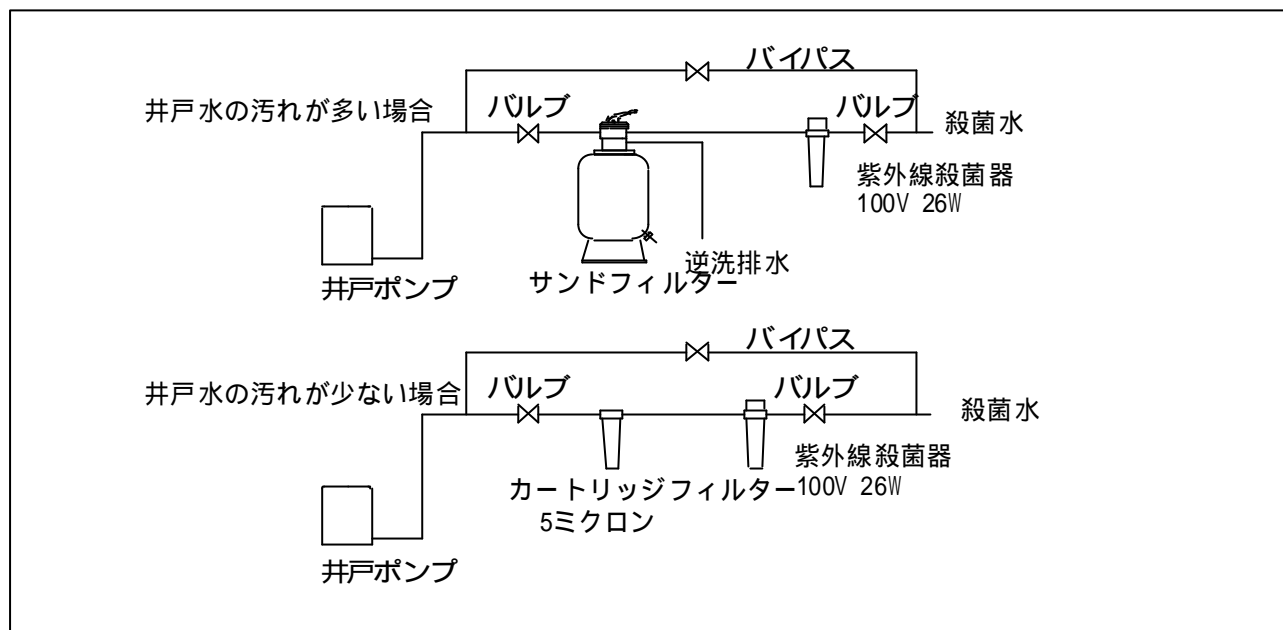 バイパス
井戸水の汚れが多い場合
バルブ
バルブ
殺菌水
紫外線殺菌器
100V 26W
逆洗排水
サンドフィルター
井戸ポンプ
バイパス
井戸水の汚れが少ない場合
バルブ
バルブ
殺菌水
紫外線殺菌器
100V 26W
カートリッジフィルター
5ミクロン
井戸ポンプ